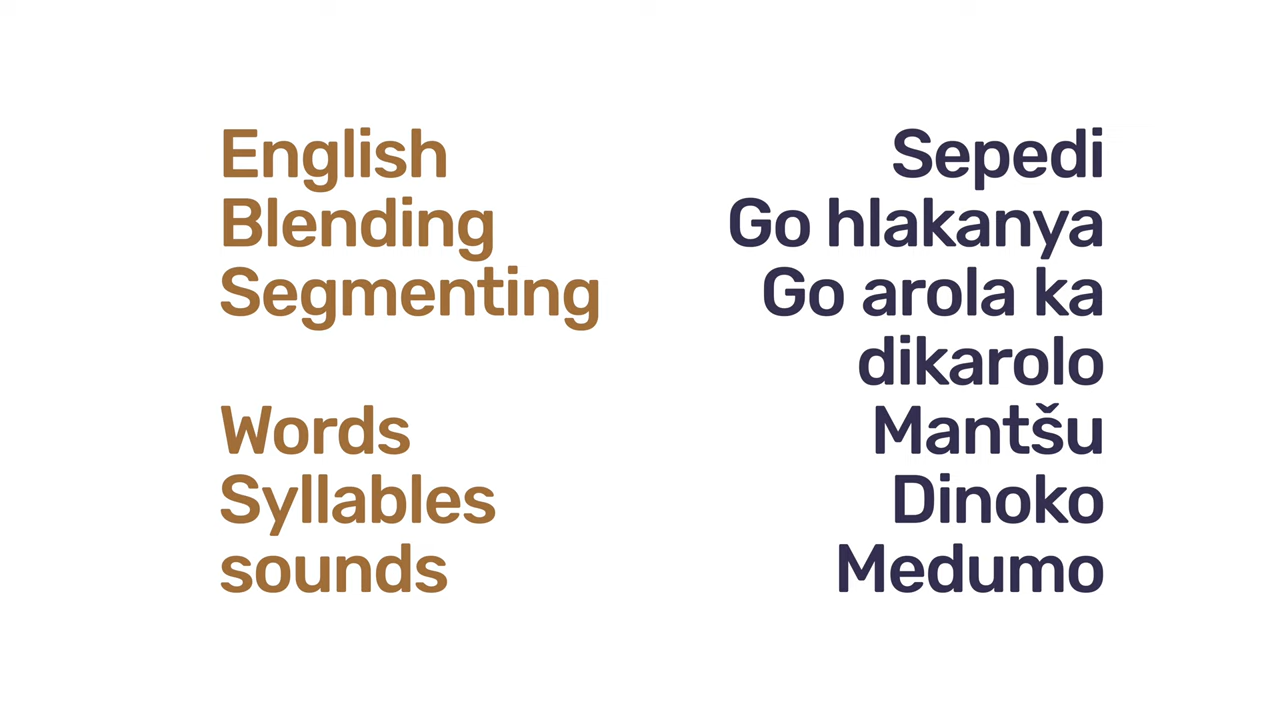 English
Blending
Segmenting
Words
Syllables
sounds
Sepedi
Go hlakanya
Go arola ka
dikarolo
Mantšu
Dinoko
Medumo